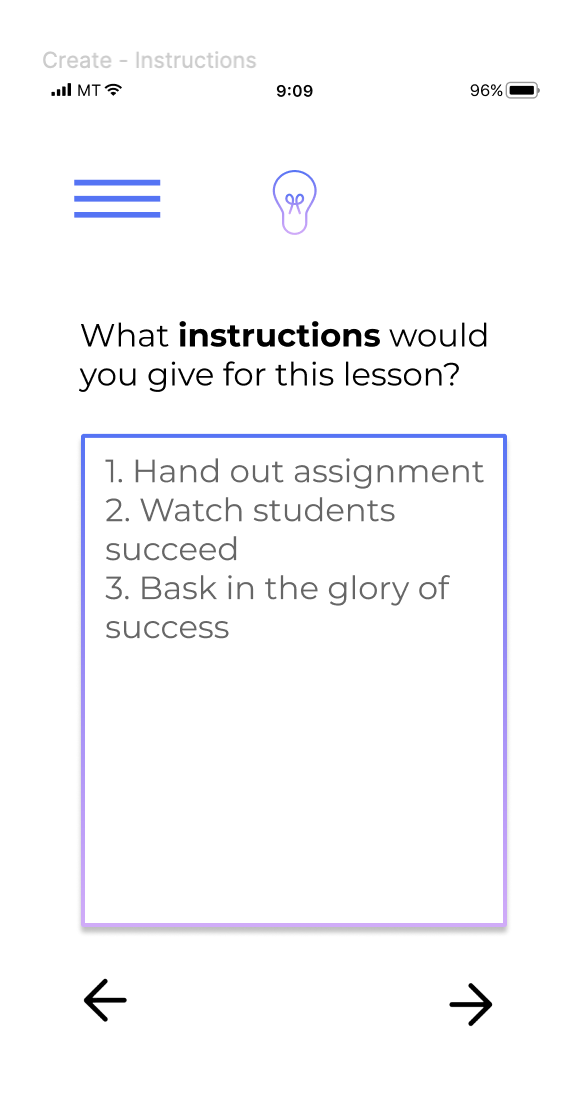 Create - Instructions
MT 9:09 96%
What instructions would
you give for this lesson?
1. Hand out assignment
2. Watch students
succeed
3. Bask in the glory of
success